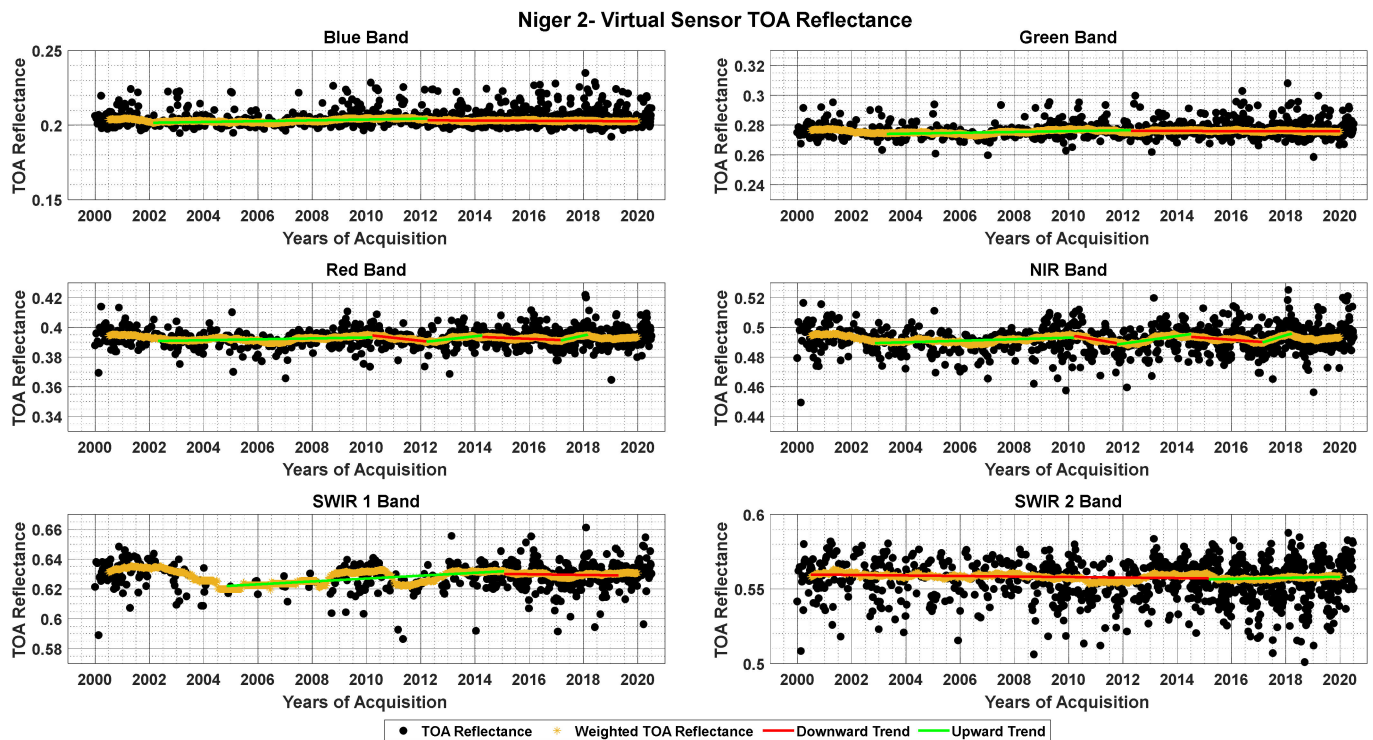 Niger 2- Virtual Sensor TOA Reflectance
Blue Band
TOA Reflectance
0.25
0.2
0.15
2000 2002 2004 2006 2008 2010 2012 2014 2016 2018 2020
Years of Acquisition
Green Band
TOA Reflectance
0.32
0.3
0.28
0.26
0.24
2000 2002 2004 2006 2008 2010 2012 2014 2016 2018 2020
Years of Acquisition
Red Band
TOA Reflectance
0.42
0.4
0.38
0.36
0.34
2000 2002 2004 2006 2008 2010 2012 2014 2016 2018 2020
Years of Acquisition
NIR Band
TOA Reflectance
0.52
0.5
0.48
0.46
0.44
2000 2002 2004 2006 2008 2010 2012 2014 2016 2018 2020
Years of Acquisition
SWIR 1 Band
TOA Reflectance
0.66
0.64
0.62
0.6
0.58
2000 2002 2004 2006 2008 2010 2012 2014 2016 2018 2020
Years of Acquisition
SWIR 2 Band
TOA Reflectance
0.6
0.55
0.5
2000 2002 2004 2006 2008 2010 2012 2014 2016 2018 2020
Years of Acquisition
TOA Reflectance Weighted TOA Reflectance Downward Trend Upward Trend